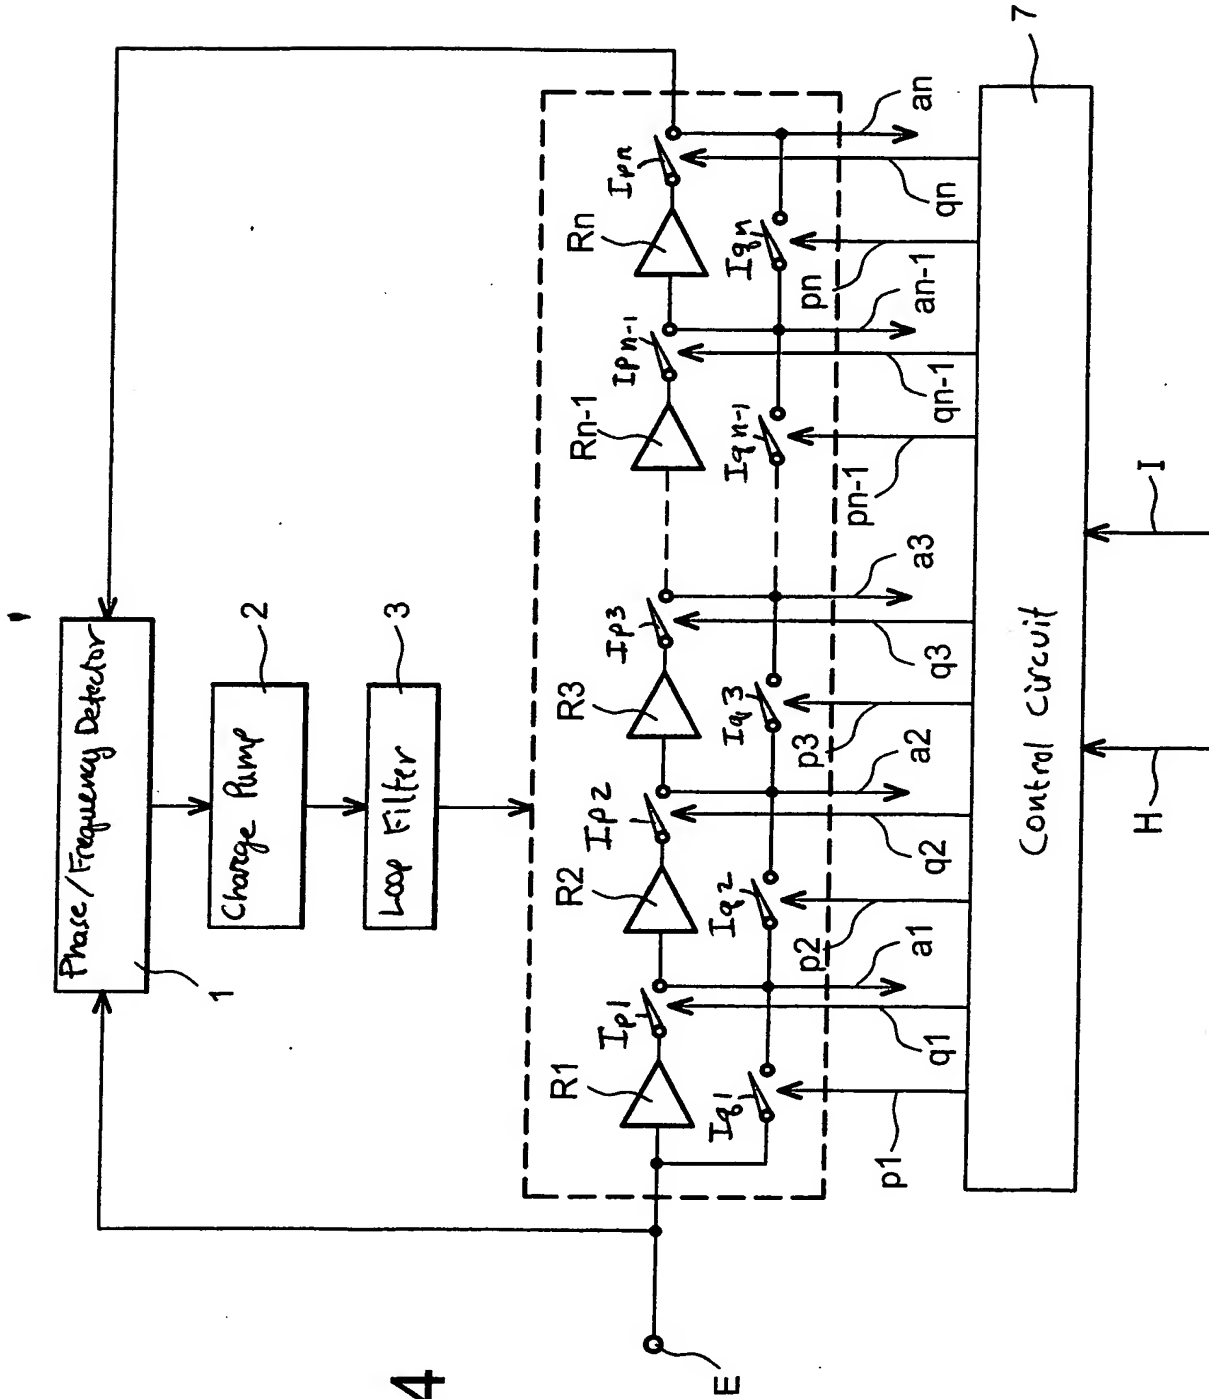 Phase/Frequency Detector
1
Charge Pump
2
Loop Filter
3
R1
Ip1
R2
Ip2
R3
Ip3
Rn-1
Ipn-1
Rn
Ipn
Iq1
Iq2
Iq3
Iqn-1
Iqn
p1
q1
a1
p2
q2
a2
p3
q3
a3
pn-1
qn-1
an-1
pn
qn
an
Control Circuit
7
E
H
I
4